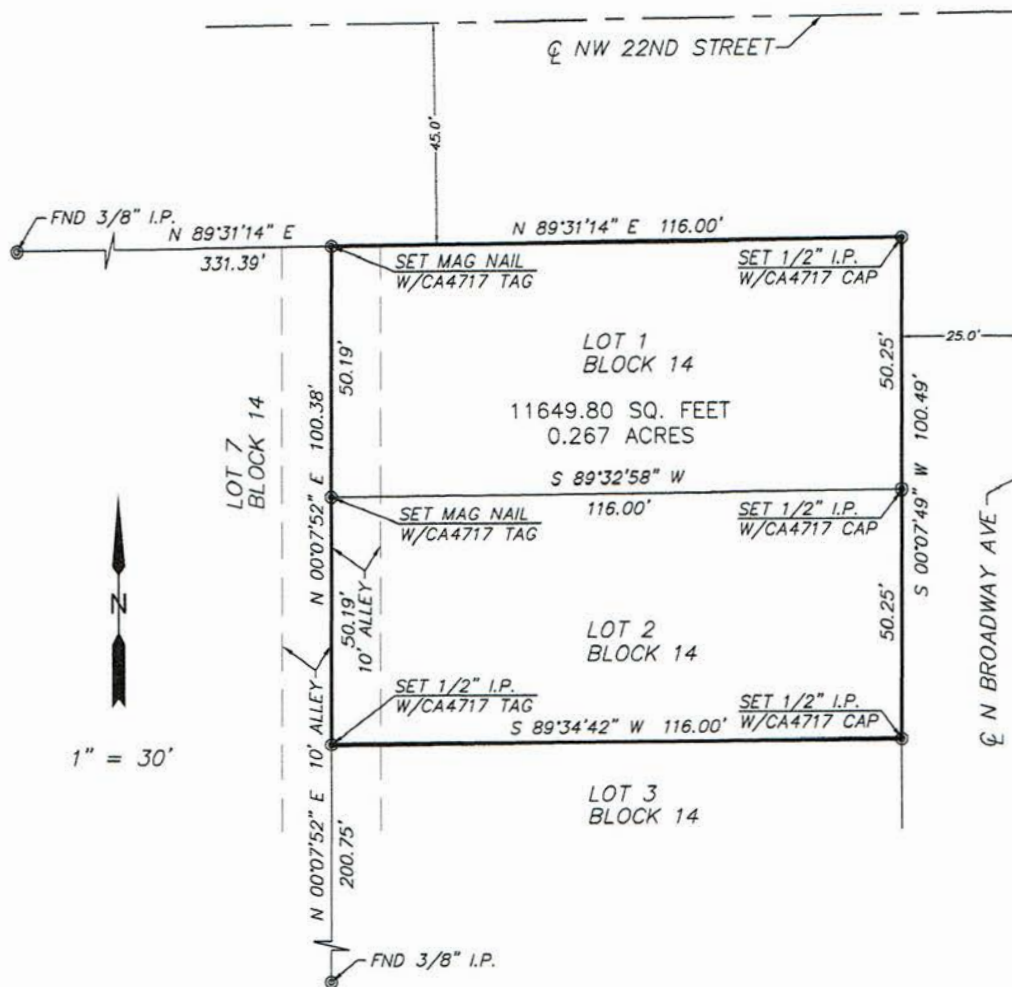 ℄ NW 22ND STREET
45.0'
FND 3/8" I.P.
N 89°31'14" E
331.39'
N 89°31'14" E 116.00'
SET MAG NAIL
W/CA4717 TAG
SET 1/2" I.P.
W/CA4717 CAP
25.0'
LOT 1
BLOCK 14
11649.80 SQ. FEET
0.267 ACRES
50.19'
50.25'
N 00°07'52" E 100.38'
S 00°07'49" W 100.49'
LOT 7
BLOCK 14
S 89°32'58" W
116.00'
SET MAG NAIL
W/CA4717 TAG
SET 1/2" I.P.
W/CA4717 CAP
℄ N BROADWAY AVE
N
50.19'
10' ALLEY
50.25'
LOT 2
BLOCK 14
10' ALLEY
SET 1/2" I.P.
W/CA4717 TAG
SET 1/2" I.P.
W/CA4717 CAP
S 89°34'42" W 116.00'
1" = 30'
LOT 3
BLOCK 14
N 00°07'52" E
200.75'
FND 3/8" I.P.